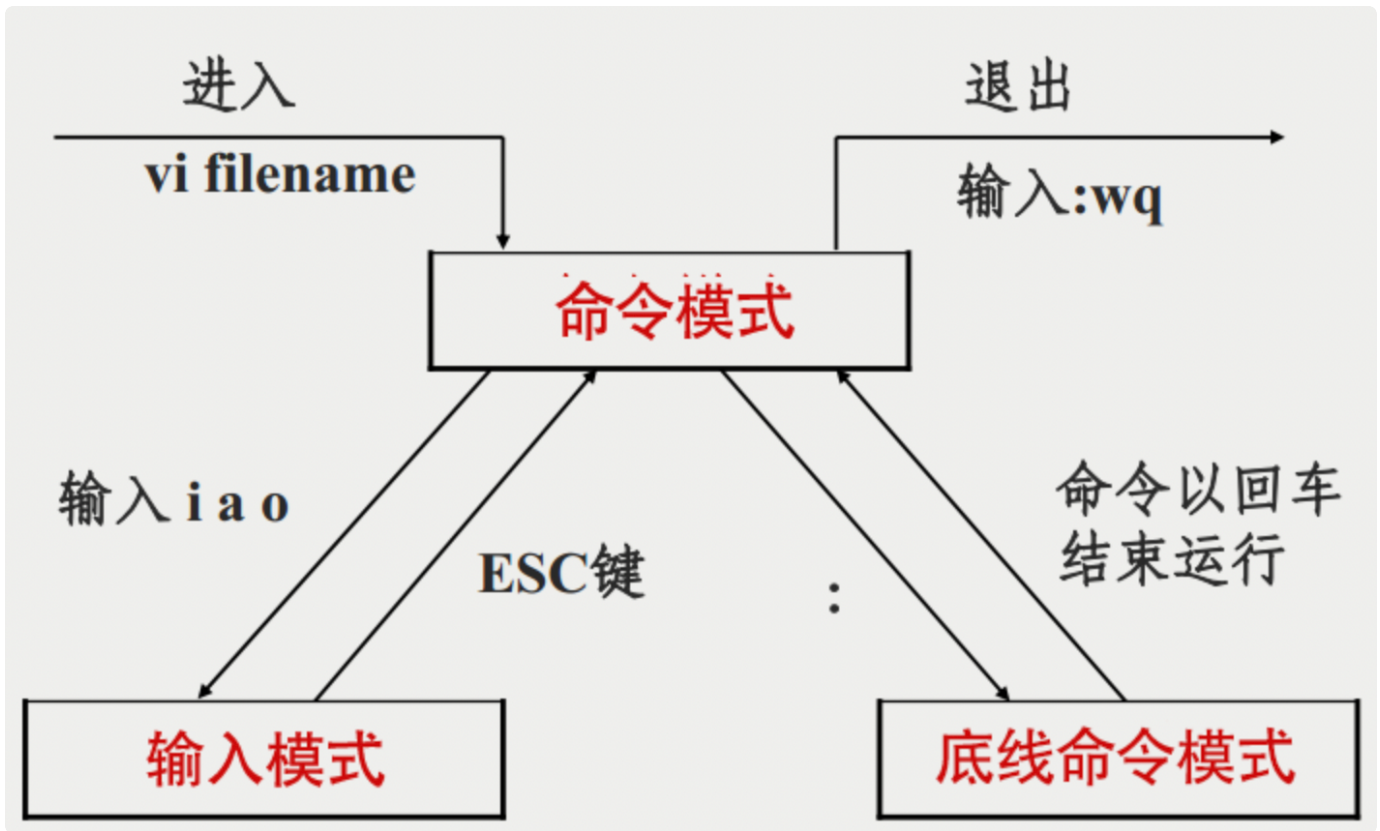 进入
vi filename
退出
输入:wq
命令模式
输入 i a o
ESC键
:
命令以回车
结束运行
输入模式
底线命令模式